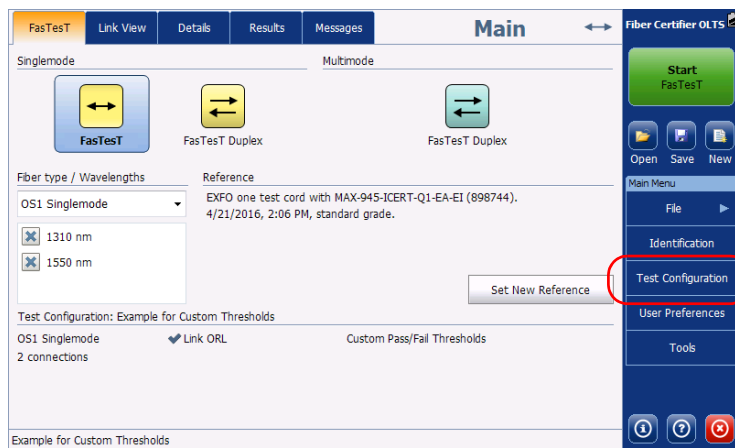 FasTesT
Link View
Details
Results
Messages
Main
Fiber Certifier OLTS
Singlemode
Multimode
FasTesT
FasTesT Duplex
FasTesT Duplex
Start
FasTesT
Open
Save
New
Fiber type / Wavelengths
Reference
OS1 Singlemode
EXFO one test cord with MAX-945-ICERT-Q1-EA-EI (898744).
4/21/2016, 2:06 PM, standard grade.
1310 nm
1550 nm
Set New Reference
Main Menu
File
Identification
Test Configuration
User Preferences
Tools
Test Configuration: Example for Custom Thresholds
OS1 Singlemode
Link ORL
Custom Pass/Fail Thresholds
2 connections
Example for Custom Thresholds